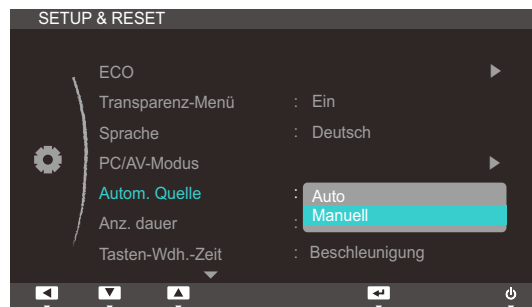 SETUP & RESET
ECO
Transparenz-Menü : Ein
Sprache : Deutsch
PC/AV-Modus
Autom. Quelle : Auto
Manuell
Anz. dauer :
Tasten-Wdh.-Zeit : Beschleunigung